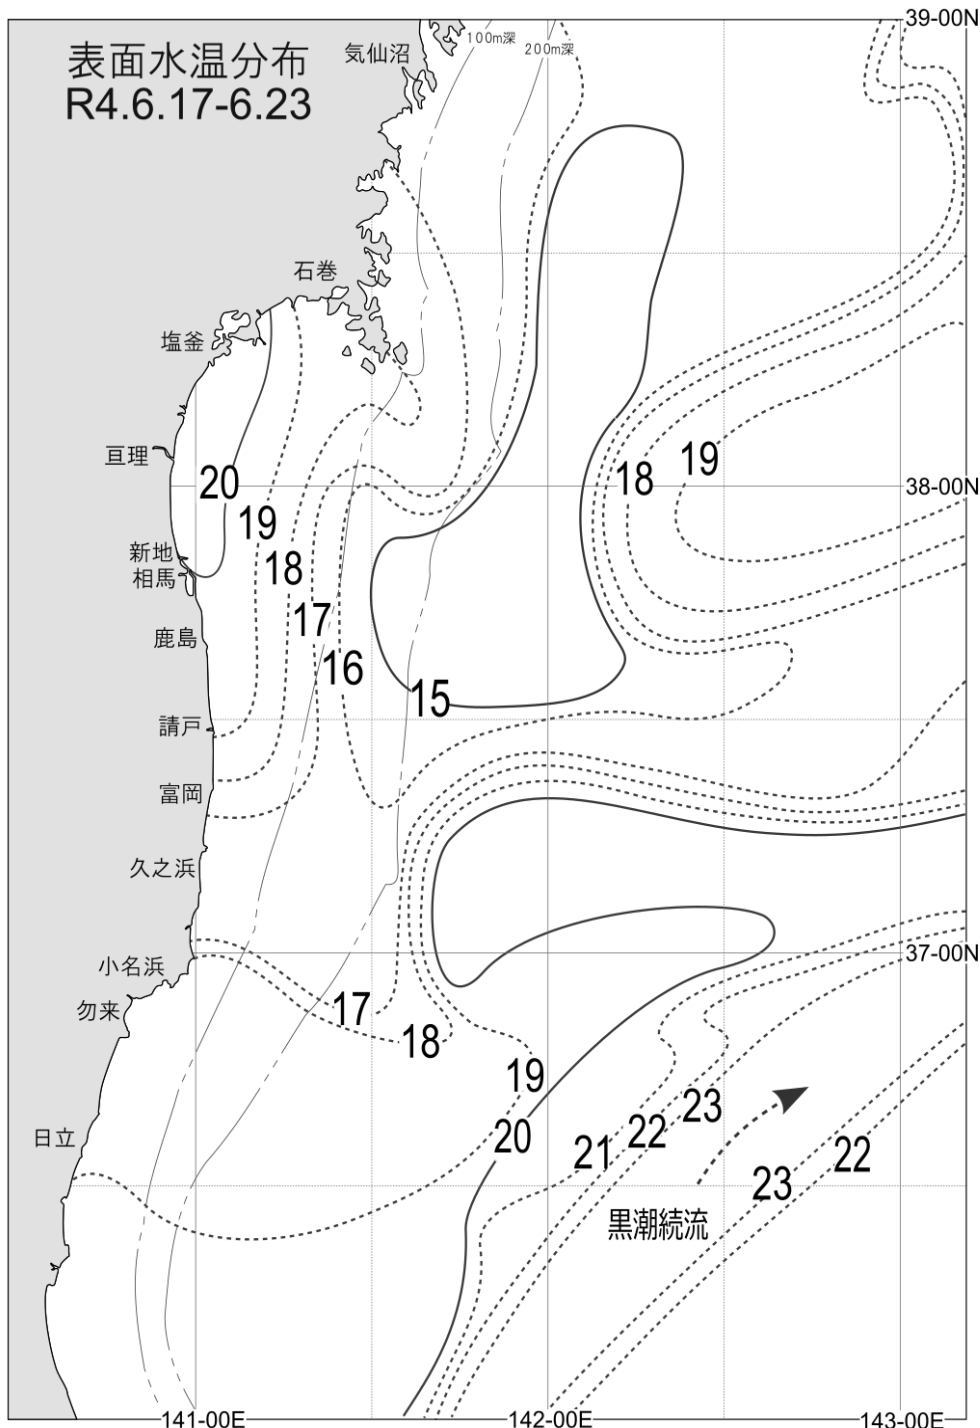 39-00N
100m深
200m深
表面水温分布
R4.6.17-6.23
気仙沼
石巻
塩釜
亘理
19
18
20
38-00N
19
新地
18
相馬
17
鹿島
16
15
請戸
富岡
久之浜
37-00N
小名浜
17
勿来
18
19
23
22
20
日立
21
22
23
黒潮続流
141-00E
142-00E
143-00E